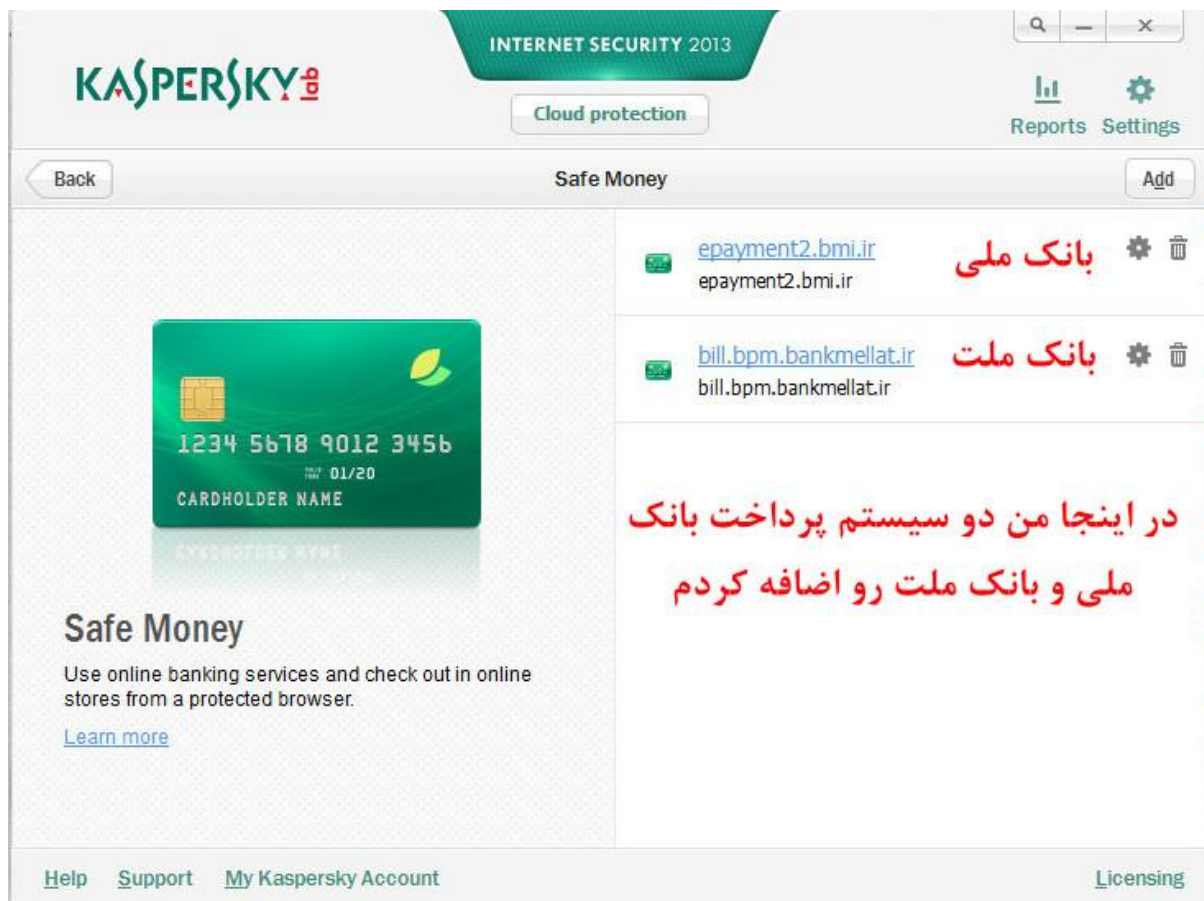 INTERNET SECURITY 2013
KASPERSKY lab
Cloud protection
Reports Settings
Back
Safe Money
Add
epayment2.bmi.ir
بانک ملی
epayment2.bmi.ir
bill.bpm.bankmellat.ir
بانک ملت
bill.bpm.bankmellat.ir
1234 5678 9012 3456
01/20
CARDHOLDER NAME
در اینجا من دو سیستم پرداخت بانک
ملی و بانک ملت رو اضافه کردم
Safe Money
Use online banking services and check out in online
stores from a protected browser.
Learn more
Help Support My Kaspersky Account
Licensing